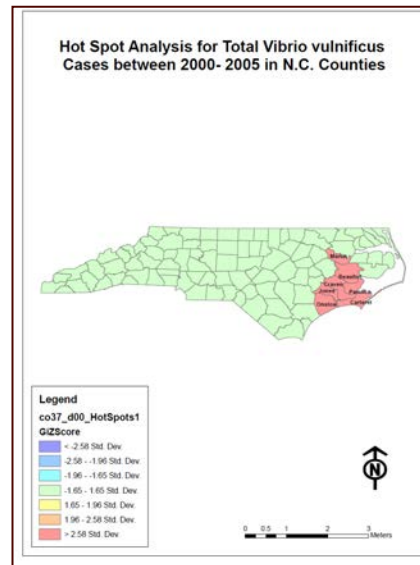 Hot Spot Analysis for Total Vibrio vulnificus
Cases between 2000- 2005 in N.C. Counties
Martin
Beaufort
Craven
Jones
Pamlico
Onslow
Carteret
Legend
co37_d00_HotSpots1
GiZScore
< -2.58 Std. Dev.
-2.58 - -1.96 Std. Dev.
-1.96 - -1.65 Std. Dev.
-1.65 - 1.65 Std. Dev.
1.65 - 1.96 Std. Dev.
1.96 - 2.58 Std. Dev.
> 2.58 Std. Dev.
N
0 0.5 1 2 3
Meters